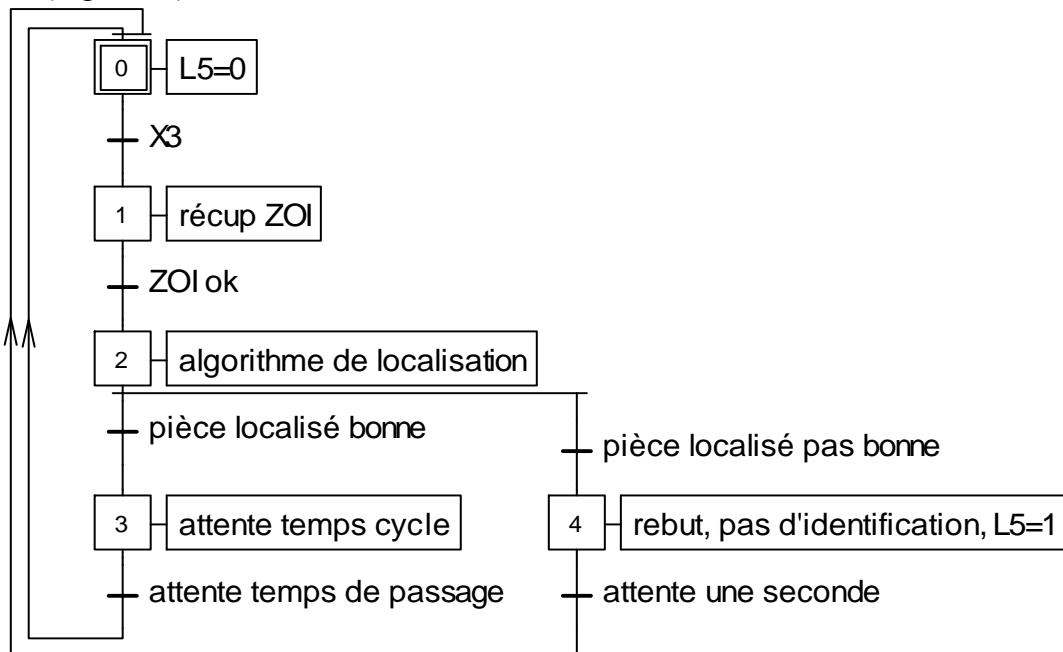 0 L5=0
X3
1 récup ZOI
ZOI ok
2 algorithme de localisation
pièce localisé bonne
pièce localisé pas bonne
3 attente temps cycle
4 rebut, pas d'identification, L5=1
attente temps de passage
attente une seconde